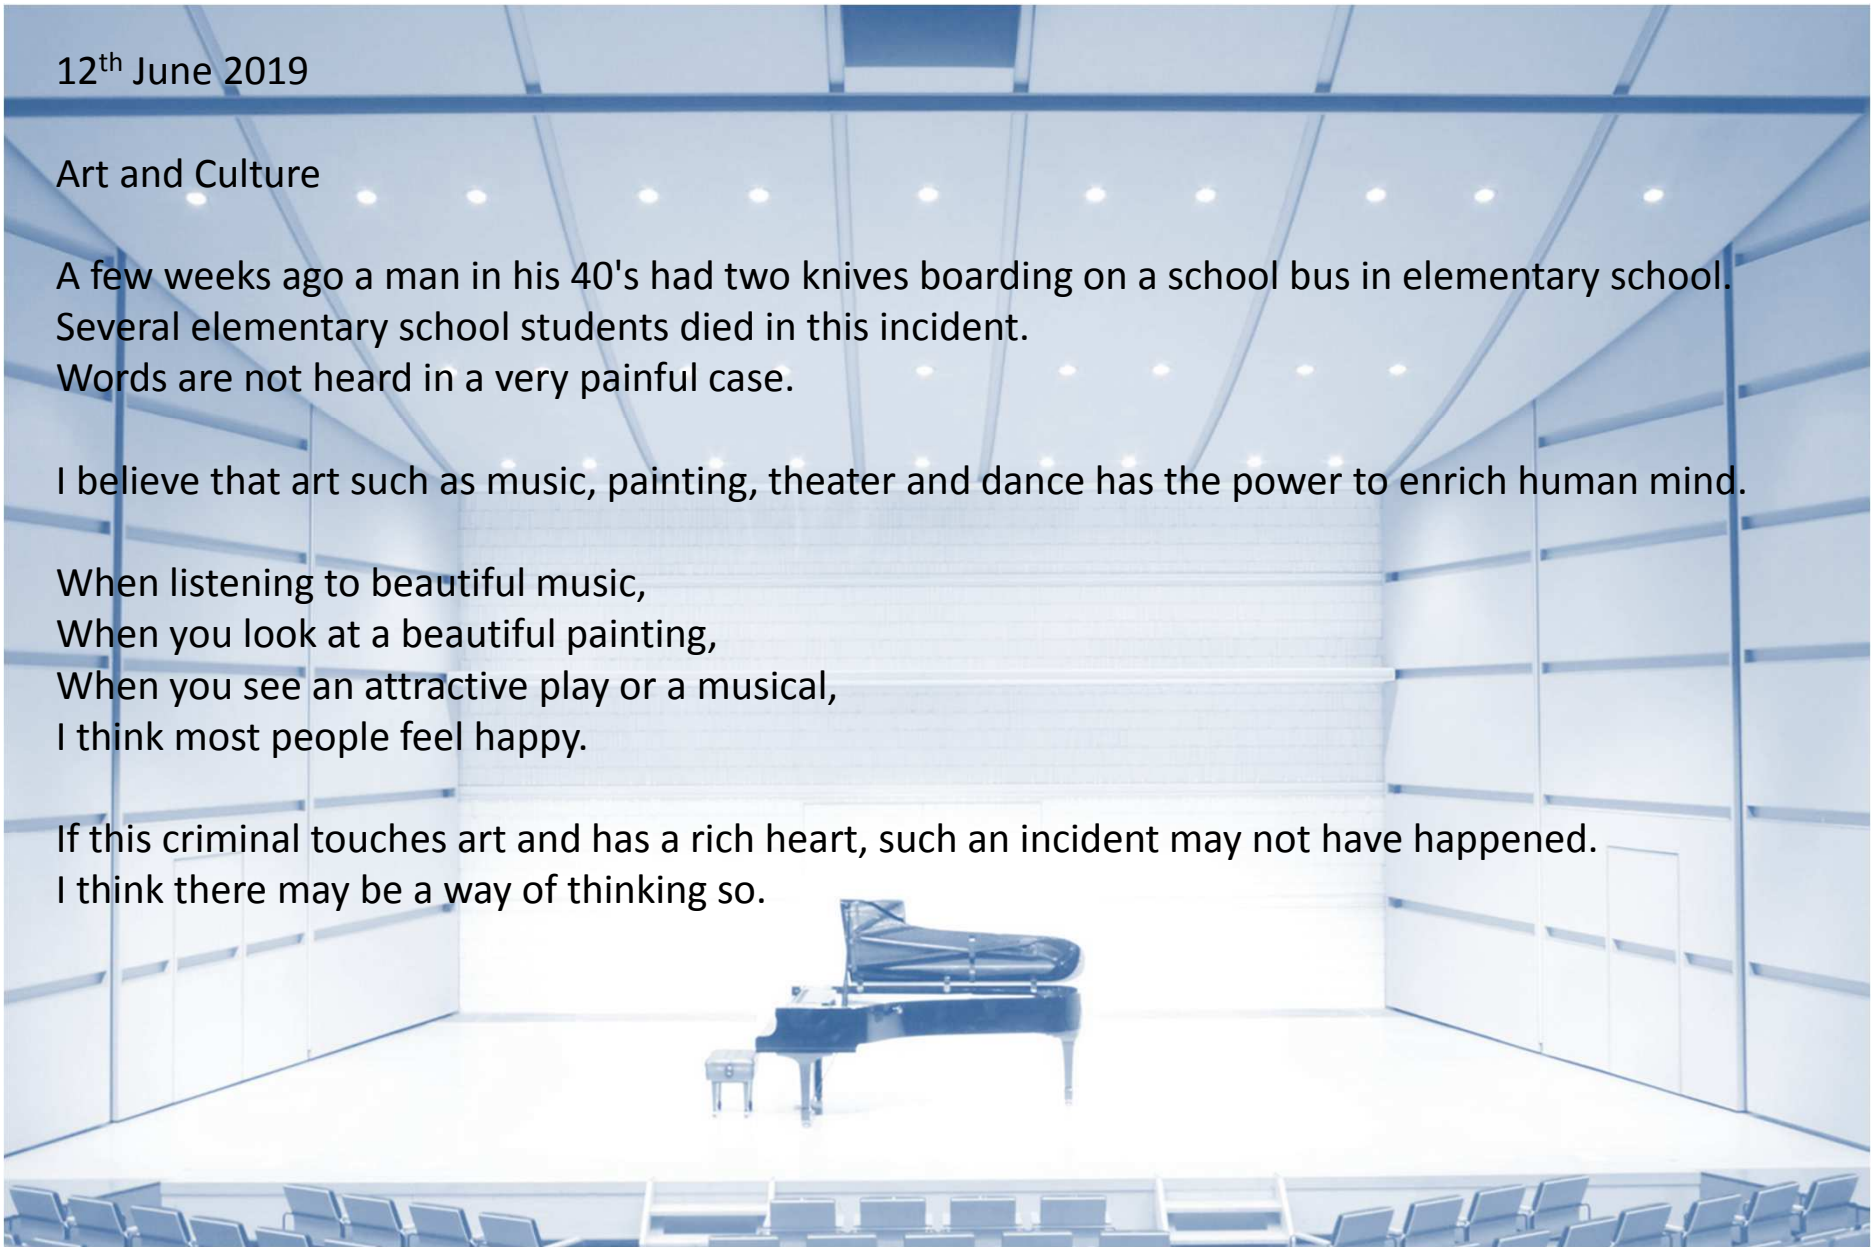 12th June 2019
Art and Culture
A few weeks ago a man in his 40's had two knives boarding on a school bus in elementary school.
Several elementary school students died in this incident.
Words are not heard in a very painful case.
I believe that art such as music, painting, theater and dance has the power to enrich human mind.
When listening to beautiful music,
When you look at a beautiful painting,
When you see an attractive play or a musical,
I think most people feel happy.
If this criminal touches art and has a rich heart, such an incident may not have happened.
I think there may be a way of thinking so.